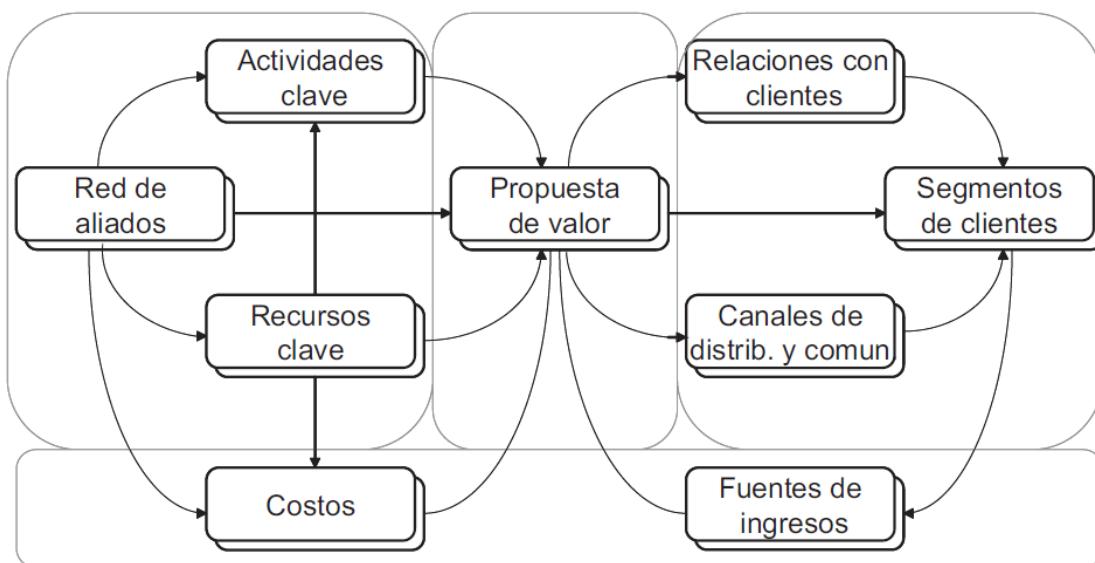 Actividades
clave
Relaciones con
clientes
Red de
aliados
Propuesta
de valor
Segmentos
de clientes
Recursos
clave
Canales de
distrib. y comun
Costos
Fuentes de
ingresos